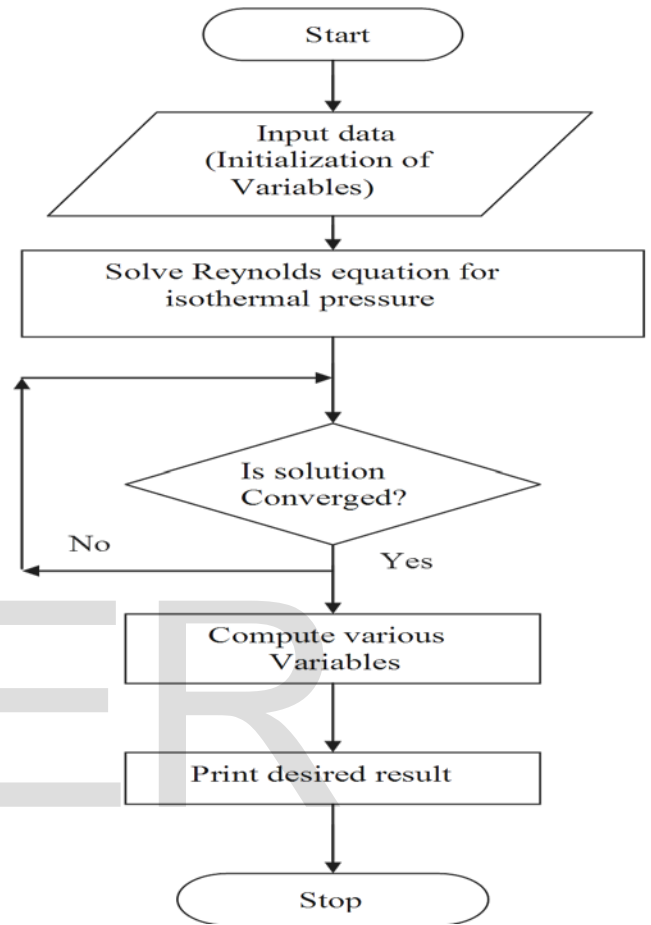 Start
Input data
(Initialization of
Variables)
Solve Reynolds equation for
isothermal pressure
Is solution
Converged?
No
Yes
Compute various
Variables
Print desired result
Stop
ER